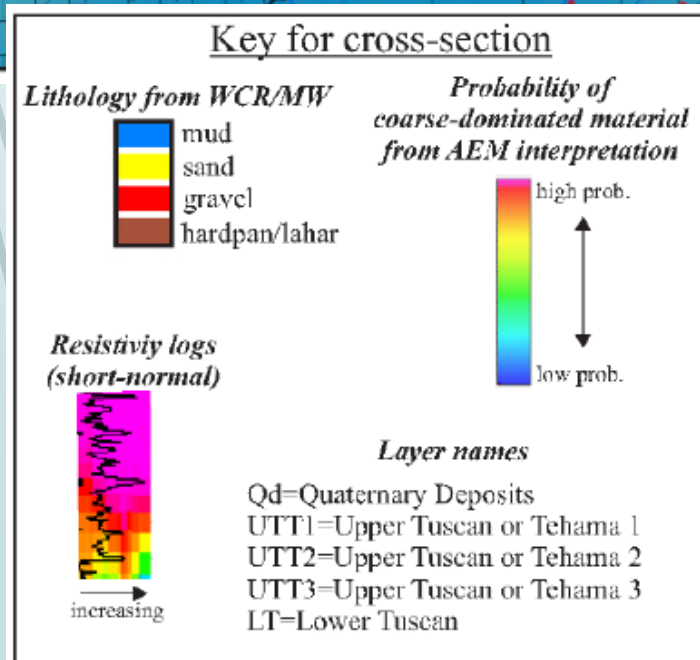 Key for cross-section
Lithology from WCR/MW
mud
sand
gravel
hardpan/lahar
Probability of
coarse-dominated material
from AEM interpretation
high prob.
low prob.
Resistiviy logs
(short-normal)
increasing
Layer names
Qd=Quaternary Deposits
UTT1=Upper Tuscan or Tehama 1
UTT2=Upper Tuscan or Tehama 2
UTT3=Upper Tuscan or Tehama 3
LT=Lower Tuscan